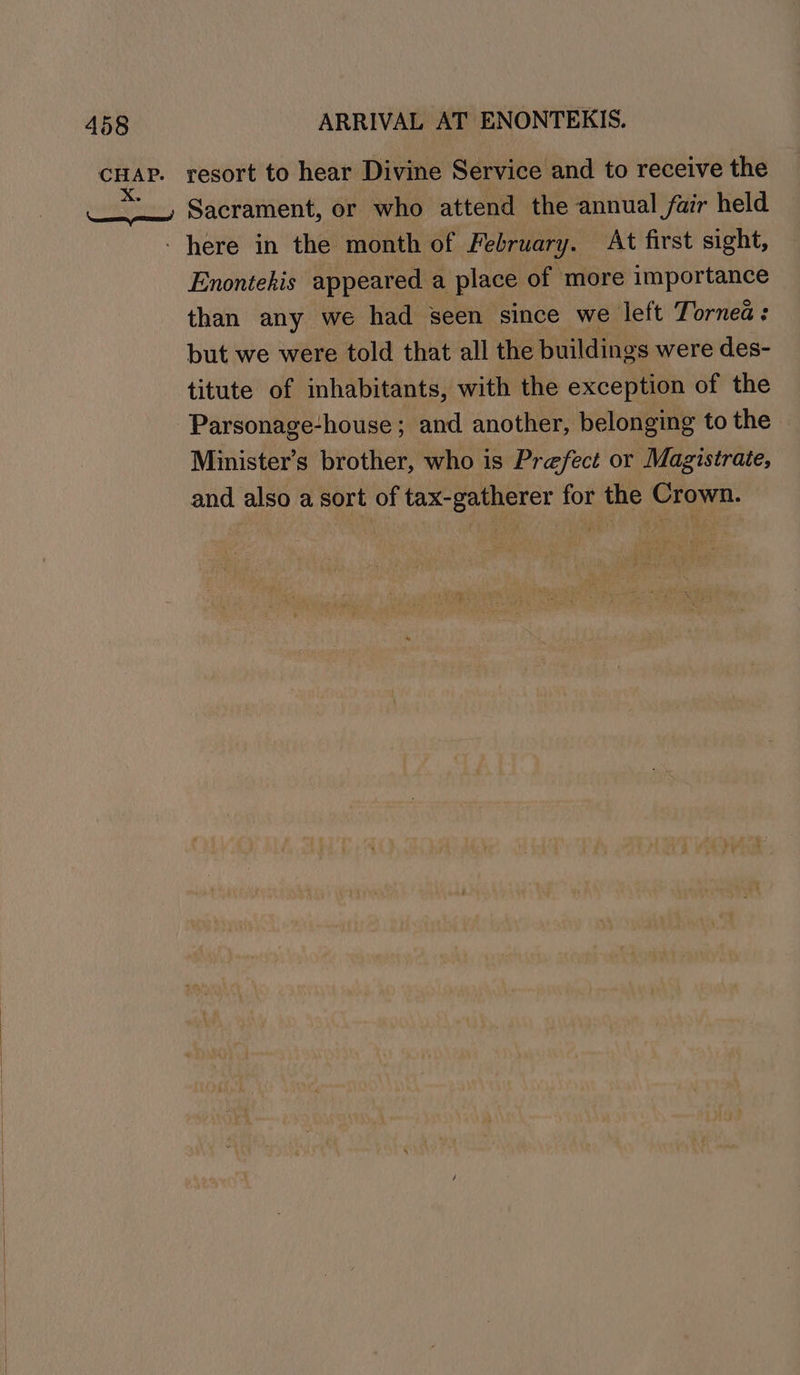 458 ARRIVAL AT ENONTEKIS.
CHAP. X. resort to hear Divine Service and to receive the
Sacrament, or who attend the annual fair held
here in the month of February. At first sight,
Enontekis appeared a place of more importance
than any we had seen since we left Torneå:
but we were told that all the buildings were des-
titute of inhabitants, with the exception of the
Parsonage-house; and another, belonging to the
Minister's brother, who is Præfect or Magistrate,
and also a sort of tax-gatherer for the Crown.